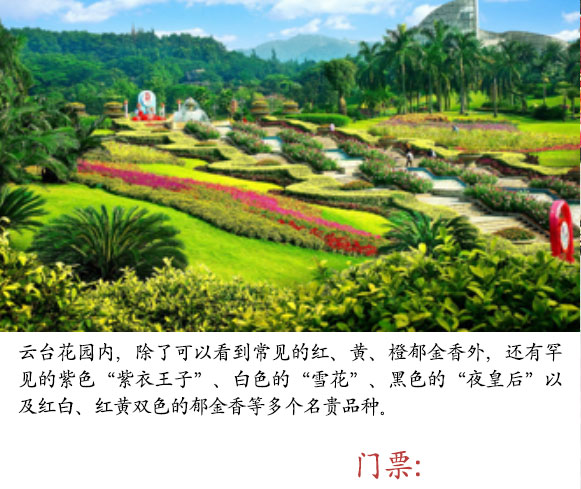 云台花园内，除了可以看到常见的红、黄、橙郁金香外，还有罕
见的紫色“紫衣王子”、白色的“雪花”、黑色的“夜皇后”以
及红白、红黄双色的郁金香等多个名贵品种。
门票: